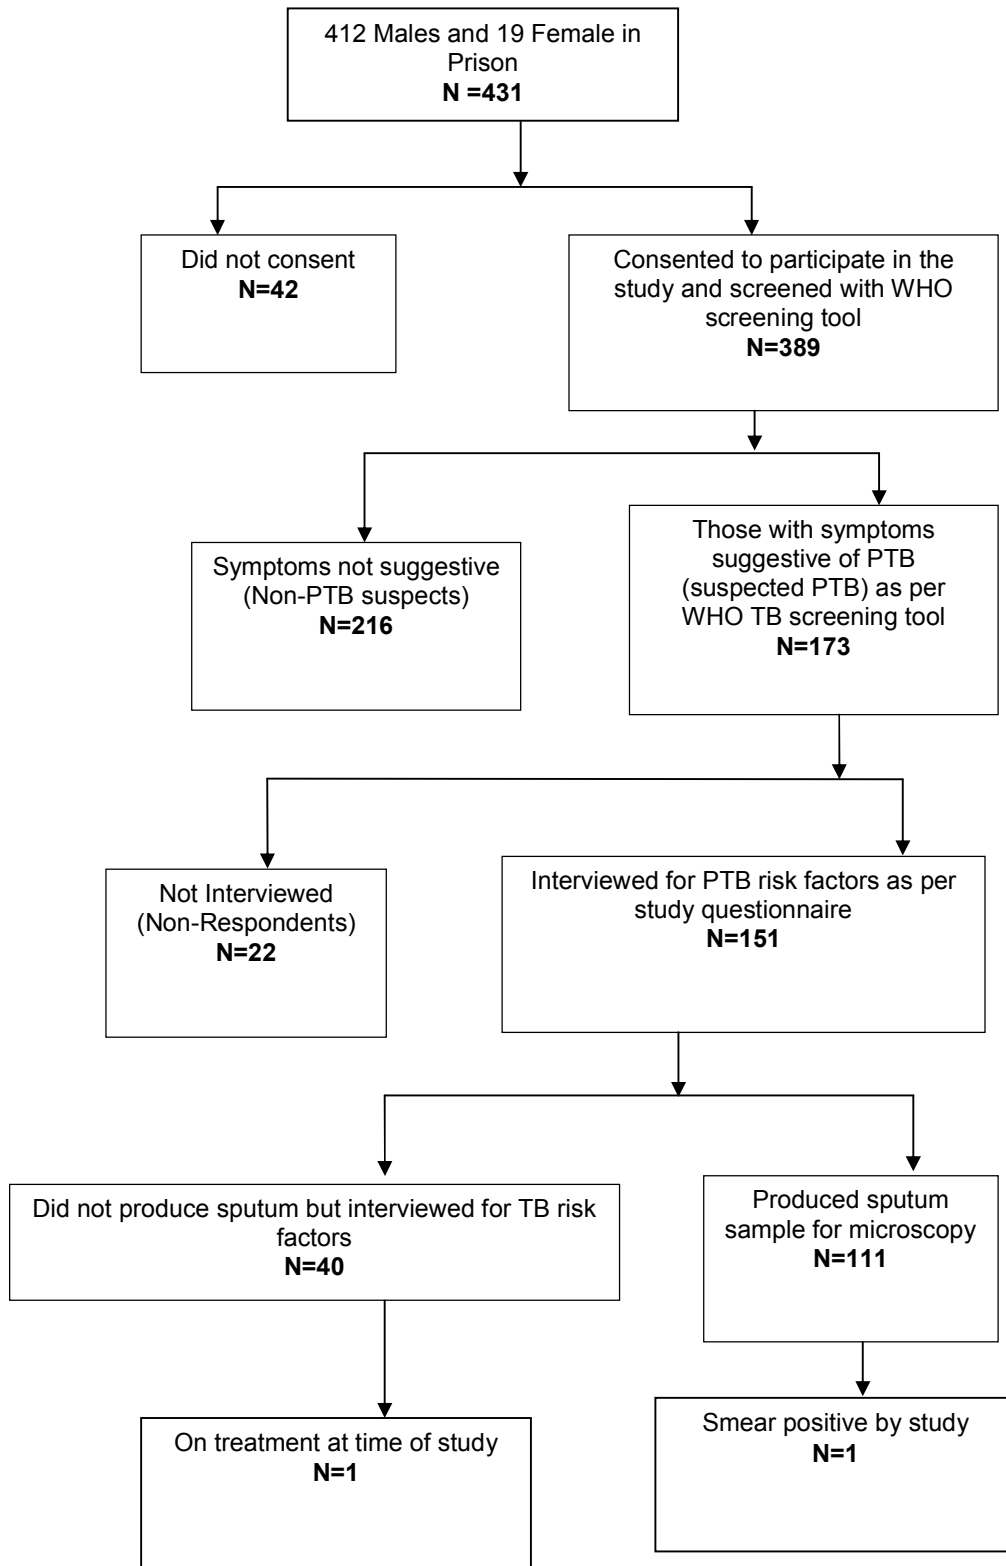 412 Males and 19 Female in
Prison
N =431
Did not consent
N=42
Consented to participate in the
study and screened with WHO
screening tool
N=389
Symptoms not suggestive
(Non-PTB suspects)
N=216
Those with symptoms
suggestive of PTB
(suspected PTB) as per
WHO TB screening tool
N=173
Not Interviewed
(Non-Respondents)
N=22
Interviewed for PTB risk factors as per
study questionnaire
N=151
Did not produce sputum but interviewed for TB risk
factors
N=40
Produced sputum
sample for microscopy
N=111
On treatment at time of study
N=1
Smear positive by study
N=1